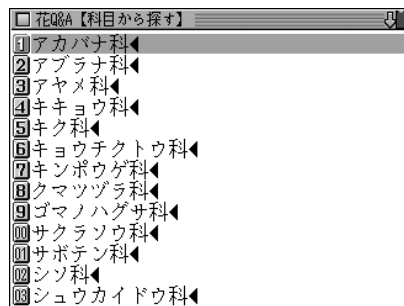 花Q&A【科目から探す】
1アカバナ科◀
2アブラナ科◀
3アヤメ科◀
4キキョウ科◀
5キク科◀
6キョウチクトウ科◀
7キンポウゲ科◀
8クマツヅラ科◀
9ゴマノハグサ科◀
00サクラソウ科◀
01サボテン科◀
02シソ科◀
03シュウカイドウ科◀